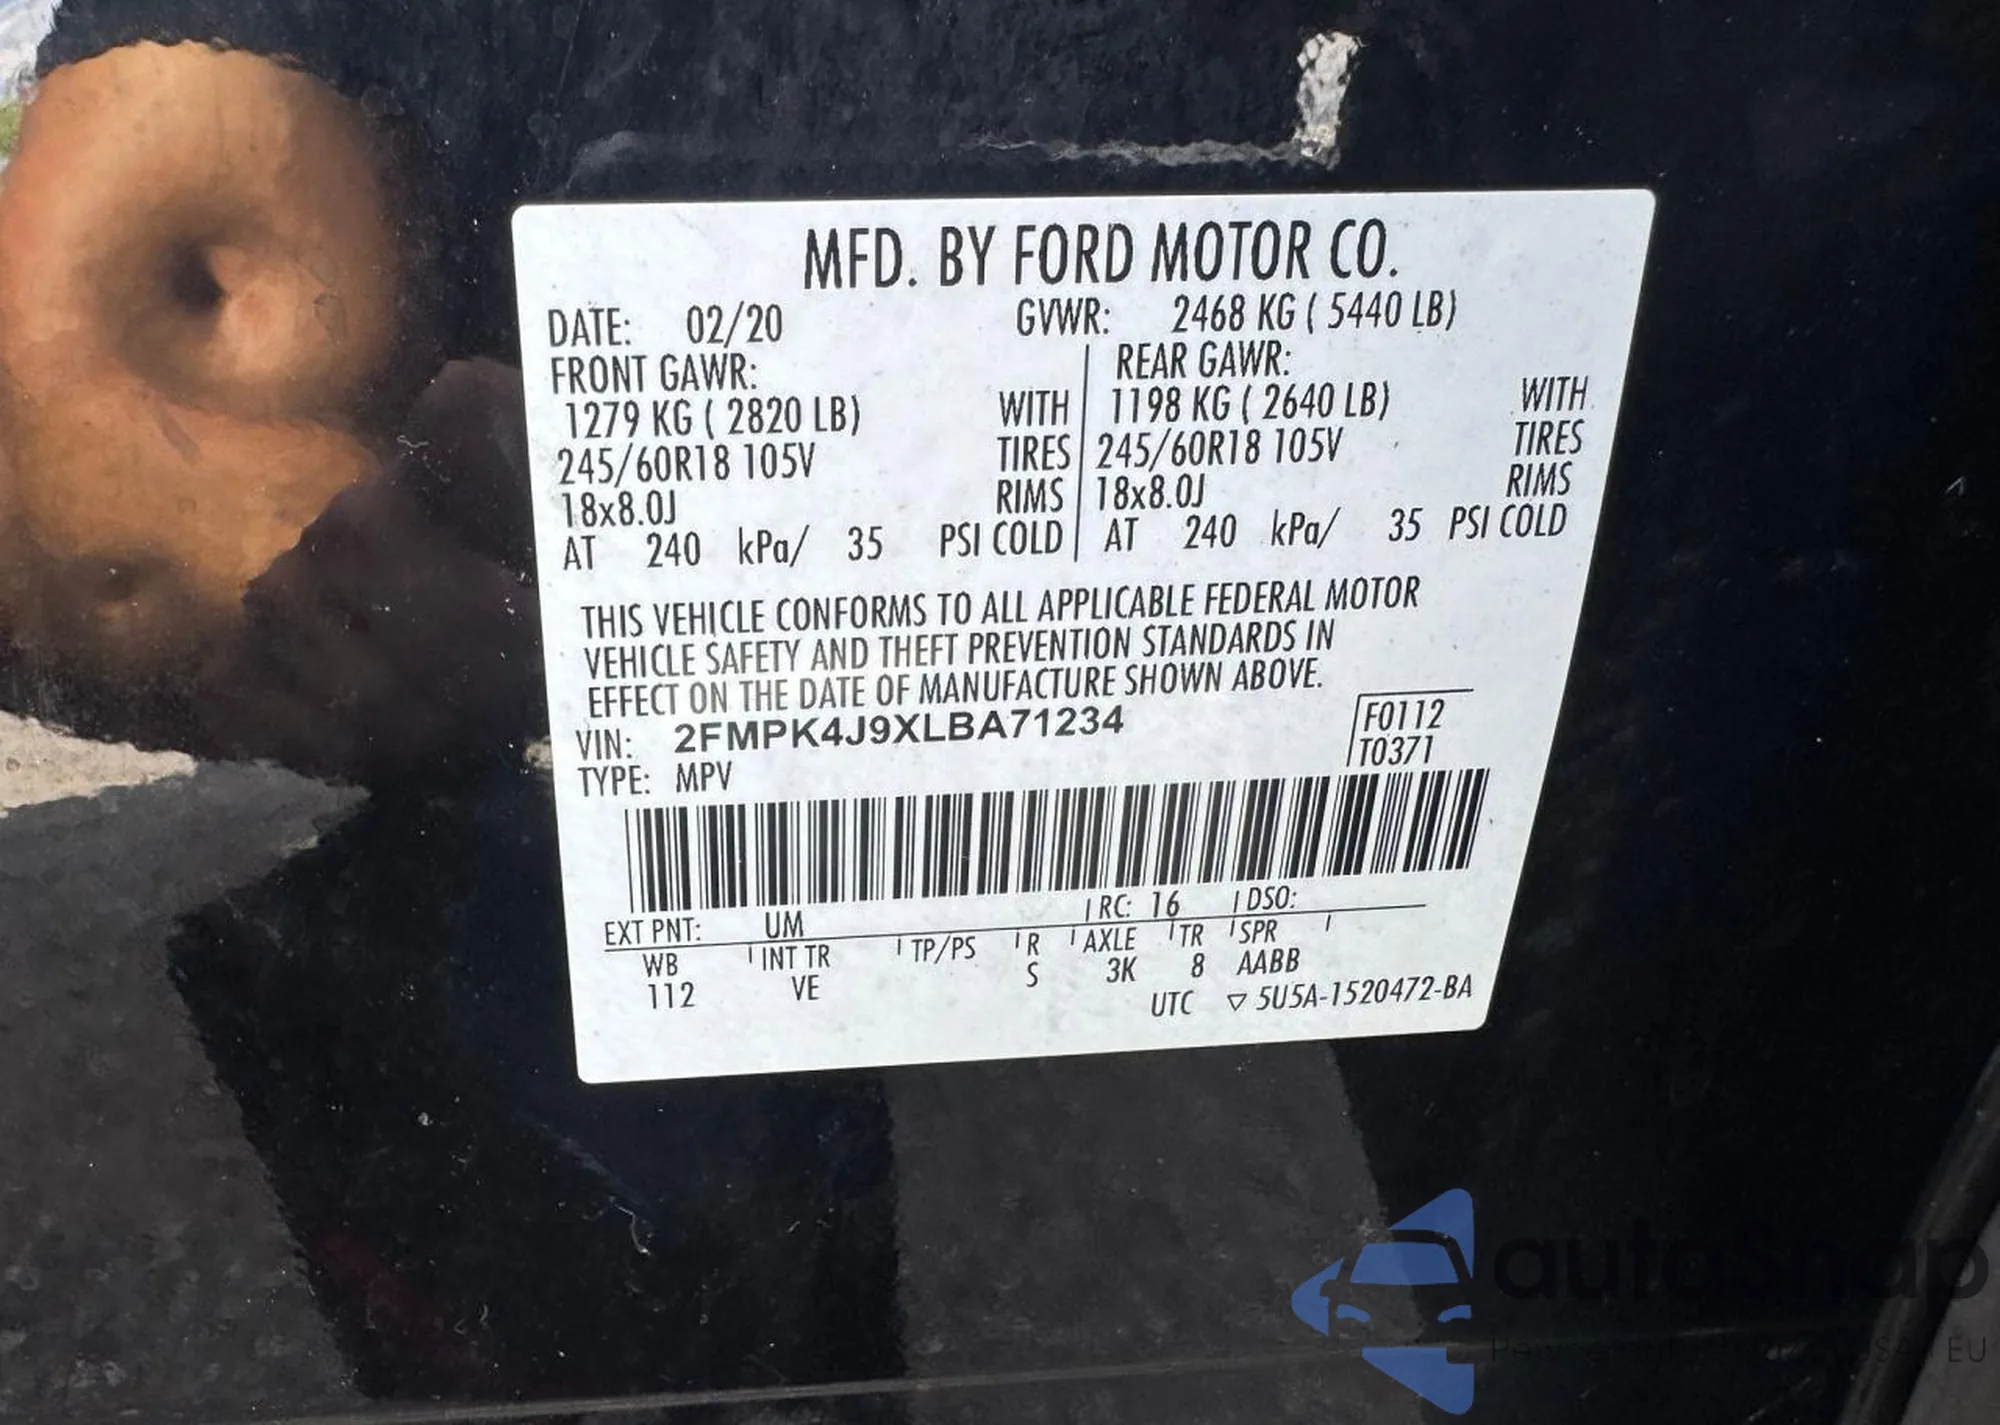 MFD. BY FORD MOTOR CO.
DATE: 02/20 GVWR: 2468 KG ( 5440 LB)
FRONT GAWR: REAR GAWR:
1279 KG ( 2820 LB) WITH 1198 KG ( 2640 LB) WITH
245/60R18 105V TIRES 245/60R18 105V TIRES
18x8.0J RIMS 18x8.0J RIMS
AT 240 kPa/ 35 PSI COLD AT 240 kPa/ 35 PSI COLD
THIS VEHICLE CONFORMS TO ALL APPLICABLE FEDERAL MOTOR
VEHICLE SAFETY AND THEFT PREVENTION STANDARDS IN
EFFECT ON THE DATE OF MANUFACTURE SHOWN ABOVE.
VIN: 2FMPK4J9XLBA71234 F0112
TYPE: MPV T0371
EXT PNT: UM RC: 16 DSO:
WB INT TR TP/PS R AXLE TR SPR
112 VE S 3K 8 AABB
UTC ▽ 5U5A-1520472-BA
autoSnap
EU